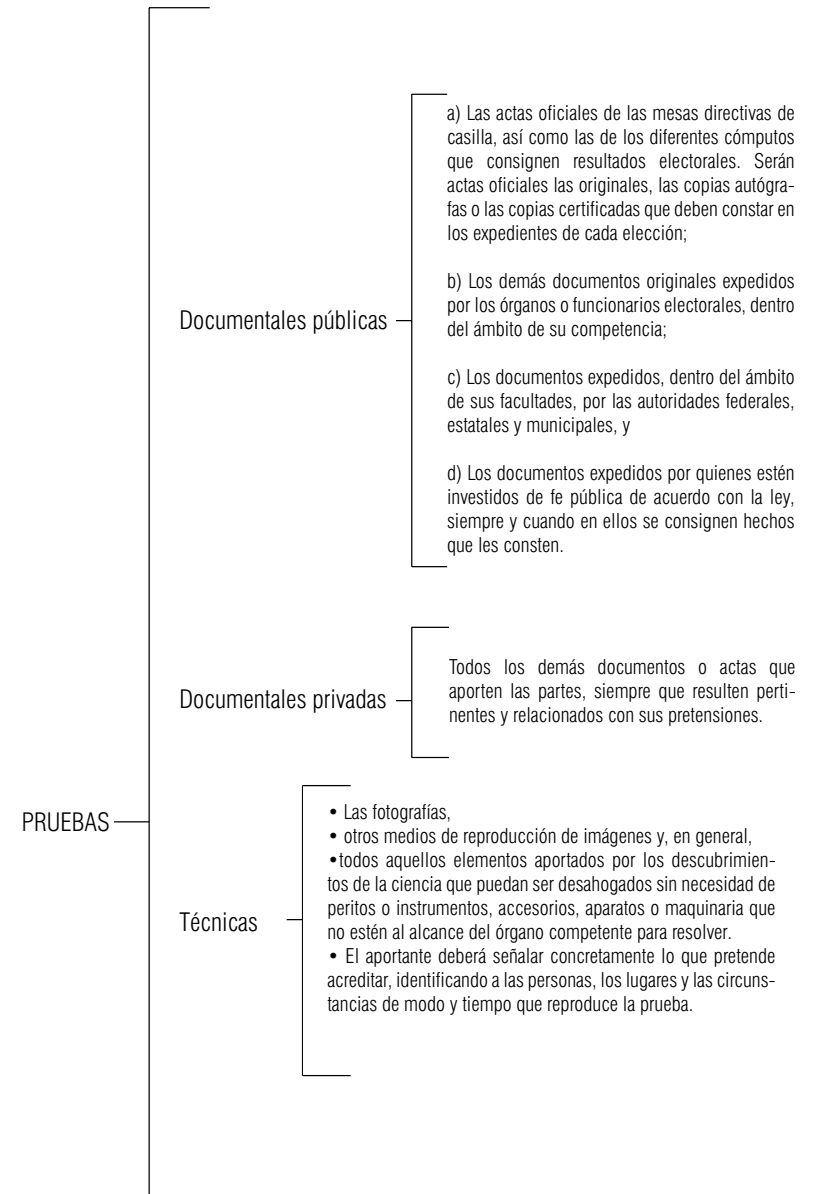 PRUEBAS
Documentales públicas
a) Las actas oficiales de las mesas directivas de
casilla, así como las de los diferentes cómputos
que consignen resultados electorales. Serán
actas oficiales las originales, las copias autógra-
fas o las copias certificadas que deben constar en
los expedientes de cada elección;
b) Los demás documentos originales expedidos
por los órganos o funcionarios electorales, dentro
del ámbito de su competencia;
c) Los documentos expedidos, dentro del ámbito
de sus facultades, por las autoridades federales,
estatales y municipales, y
d) Los documentos expedidos por quienes estén
investidos de fe pública de acuerdo con la ley,
siempre y cuando en ellos se consignen hechos
que les consten.
Documentales privadas
Todos los demás documentos o actas que
aporten las partes, siempre que resulten perti-
nentes y relacionados con sus pretensiones.
Técnicas
• Las fotografías,
• otros medios de reproducción de imágenes y, en general,
•todos aquellos elementos aportados por los descubrimien-
tos de la ciencia que puedan ser desahogados sin necesidad de
peritos o instrumentos, accesorios, aparatos o maquinaria que
no estén al alcance del órgano competente para resolver.
• El aportante deberá señalar concretamente lo que pretende
acreditar, identificando a las personas, los lugares y las circuns-
tancias de modo y tiempo que reproduce la prueba.